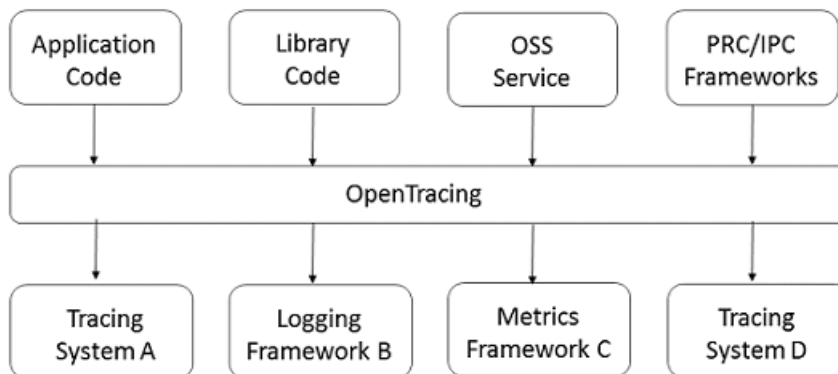 Application
Code
Library
Code
OSS
Service
PRC/IPC
Frameworks
OpenTracing
Tracing
System A
Logging
Framework B
Metrics
Framework C
Tracing
System D